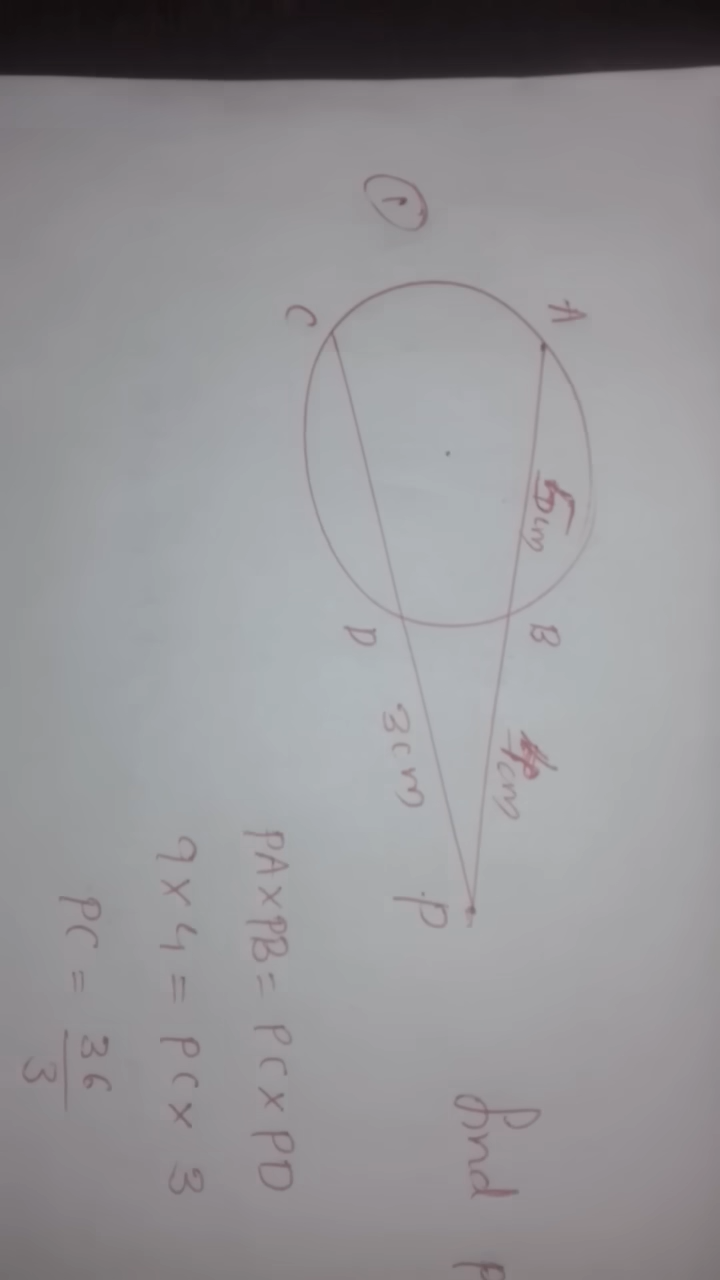 1
A
5cm
B
4cm
C
D
3cm
P
find P
PA×PB = PC×PD
9×4 = PC×3
PC = 36
3